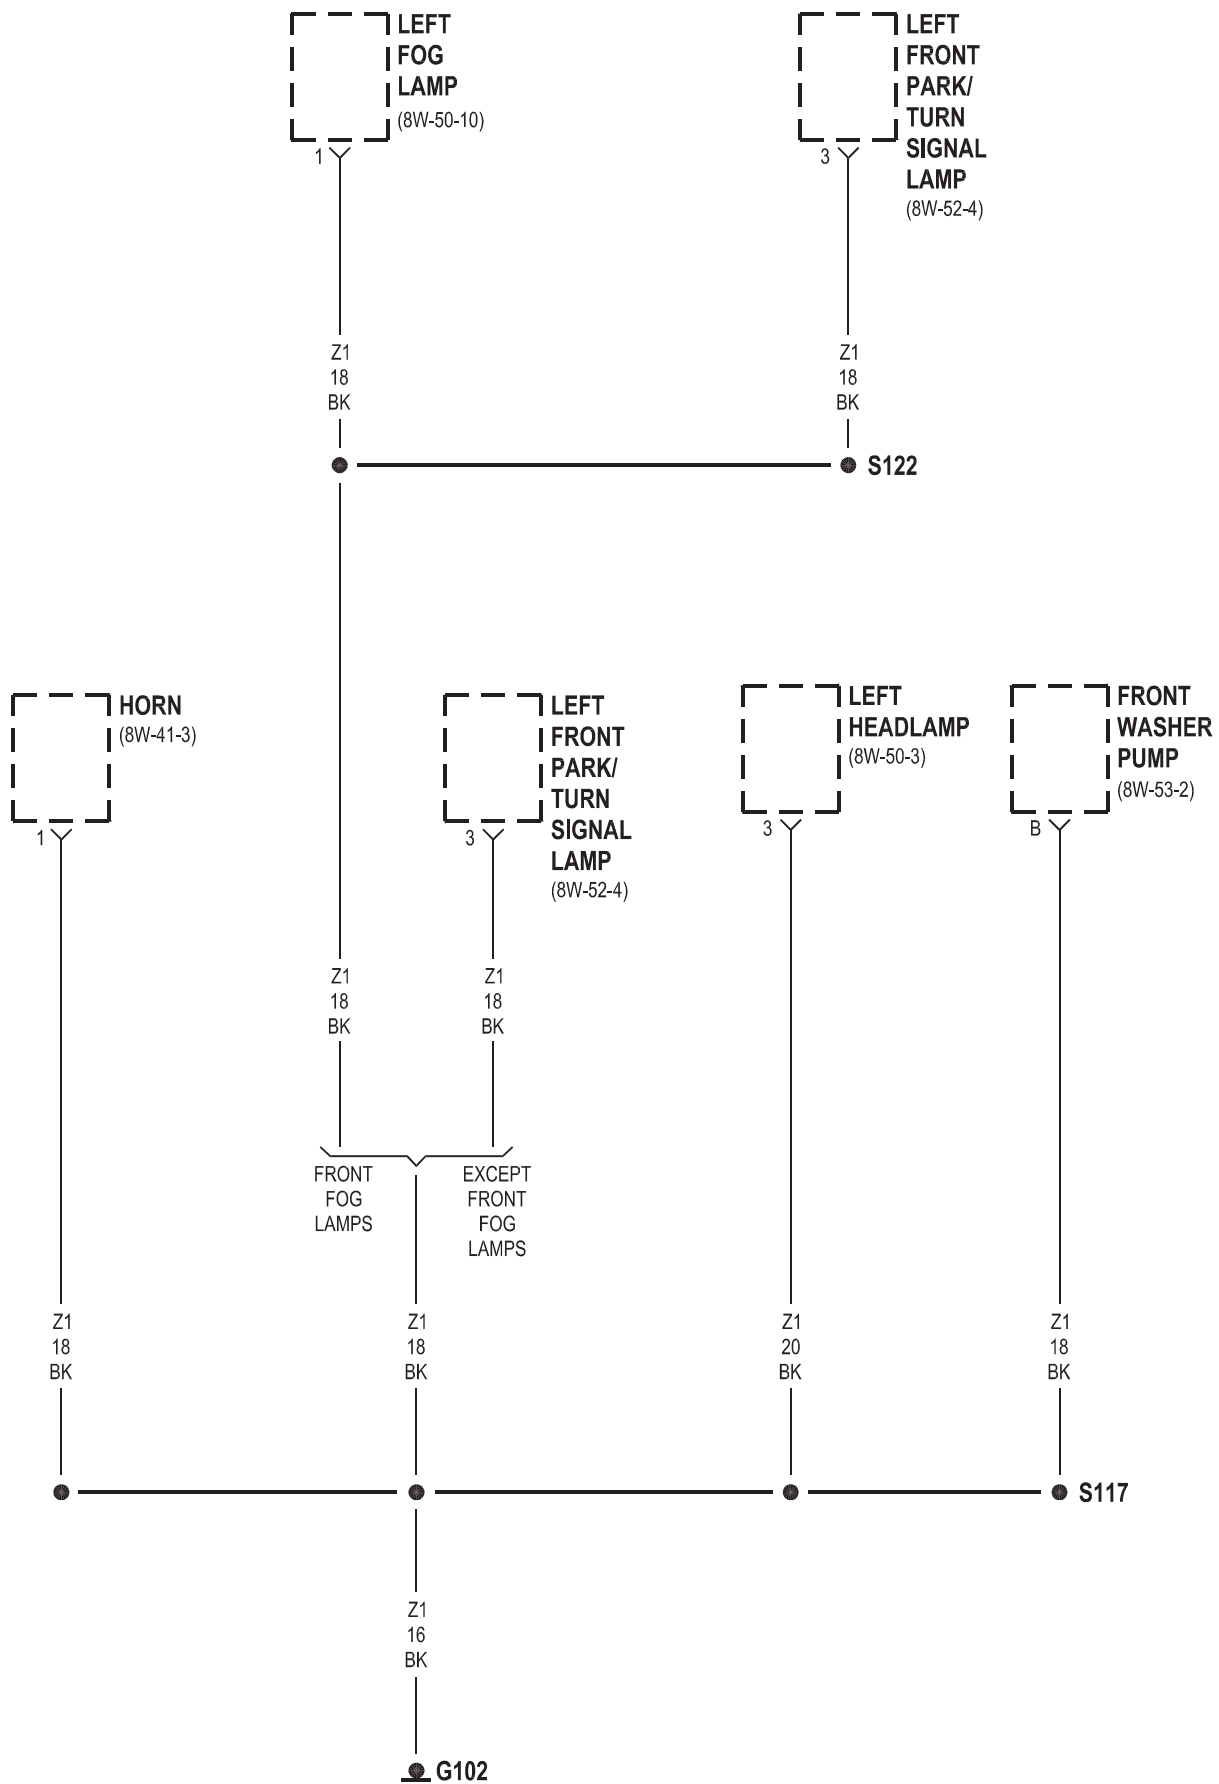 LEFT
FOG
LAMP
(8W-50-10)
1
LEFT
FRONT
PARK/
TURN
SIGNAL
LAMP
(8W-52-4)
3
Z1
18
BK
Z1
18
BK
S122
HORN
(8W-41-3)
1
LEFT
FRONT
PARK/
TURN
SIGNAL
LAMP
(8W-52-4)
3
LEFT
HEADLAMP
(8W-50-3)
3
FRONT
WASHER
PUMP
(8W-53-2)
B
Z1
18
BK
Z1
18
BK
FRONT
FOG
LAMPS
EXCEPT
FRONT
FOG
LAMPS
Z1
18
BK
Z1
18
BK
Z1
20
BK
Z1
18
BK
S117
Z1
16
BK
G102